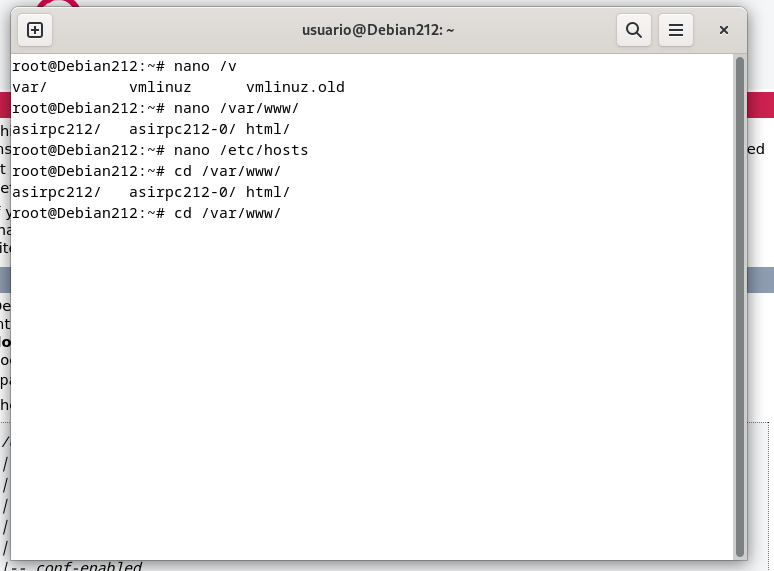 usuario@Debian212: ~
root@Debian212:~# nano /v
var/ vmlinuz vmlinuz.old
root@Debian212:~# nano /var/www/
asirpc212/ asirpc212-0/ html/
root@Debian212:~# nano /etc/hosts
root@Debian212:~# cd /var/www/
asirpc212/ asirpc212-0/ html/
root@Debian212:~# cd /var/www/
|-- conf-enabled